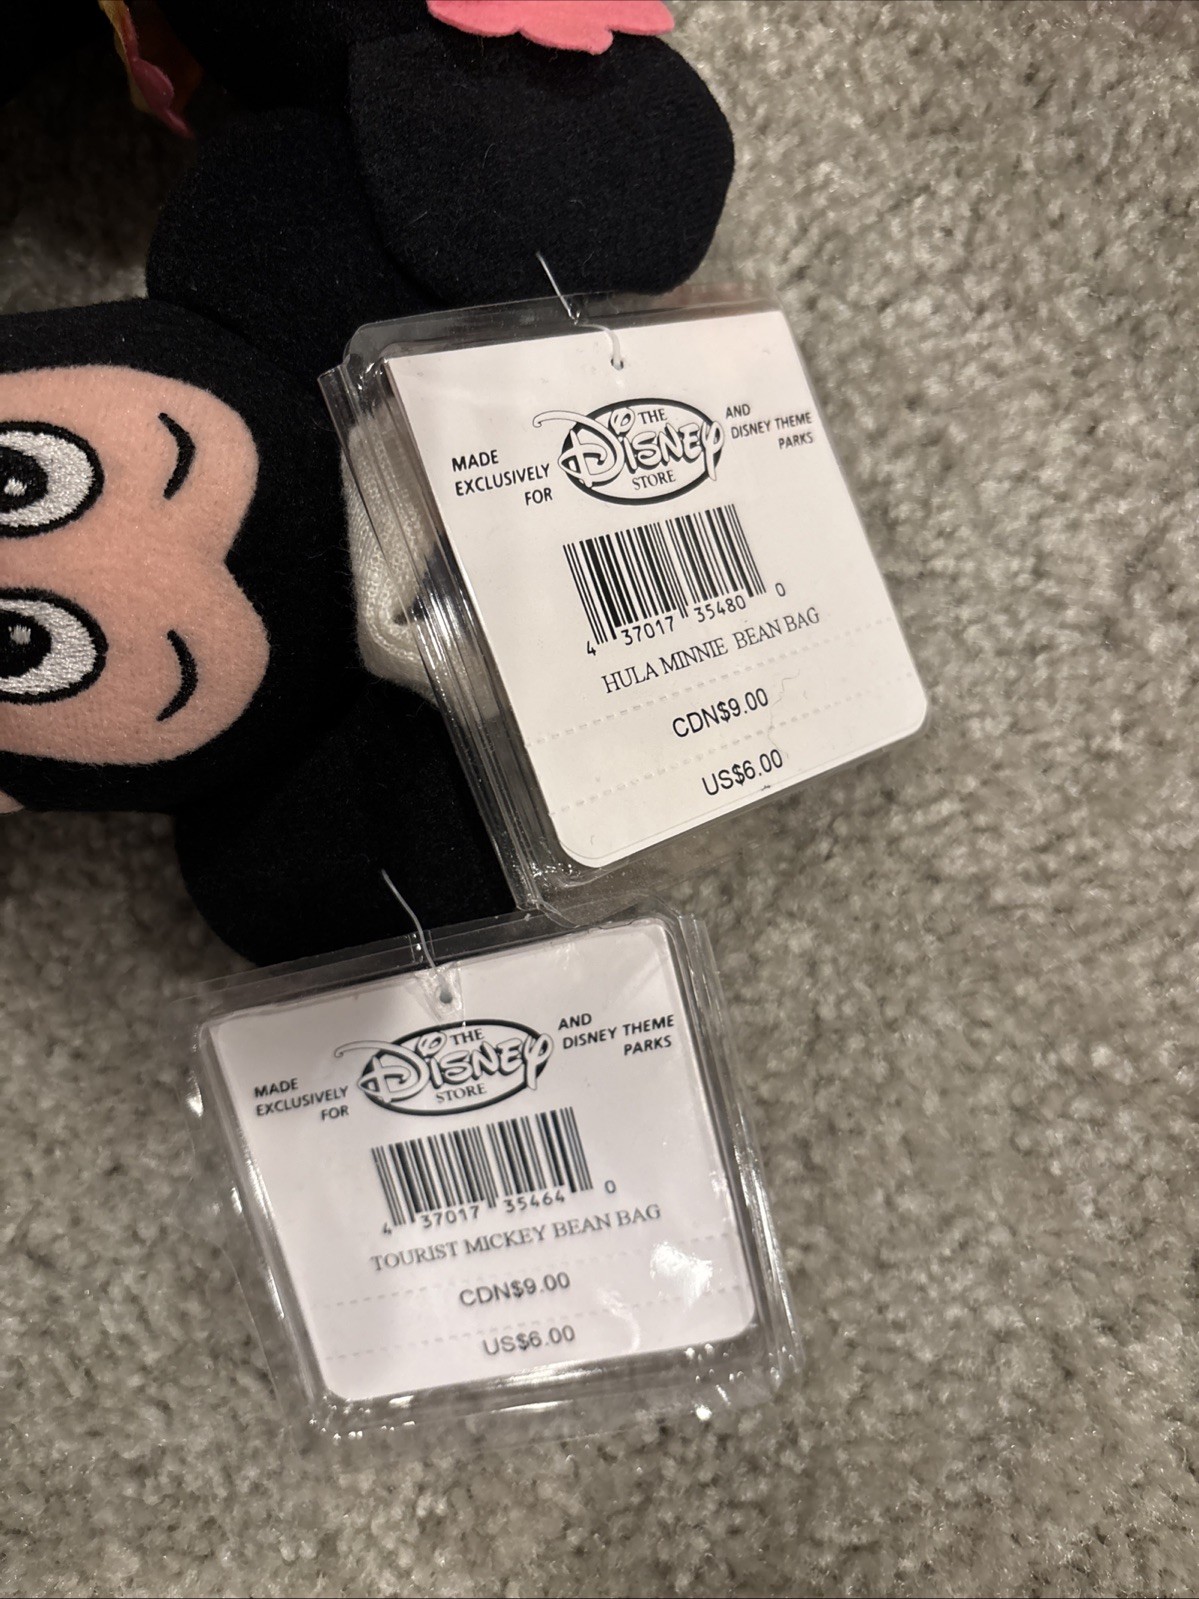 MADE
EXCLUSIVELY
FOR
THE
DISNEY
STORE
AND
DISNEY THEME
PARKS
4 37017 35480 0
HULA MINNIE BEAN BAG
CDN$9.00
US$6.00
MADE
EXCLUSIVELY
FOR
THE
DISNEY
STORE
AND
DISNEY THEME
PARKS
4 37017 35464 0
TOURIST MICKEY BEAN BAG
CDN$9.00
US$6.00